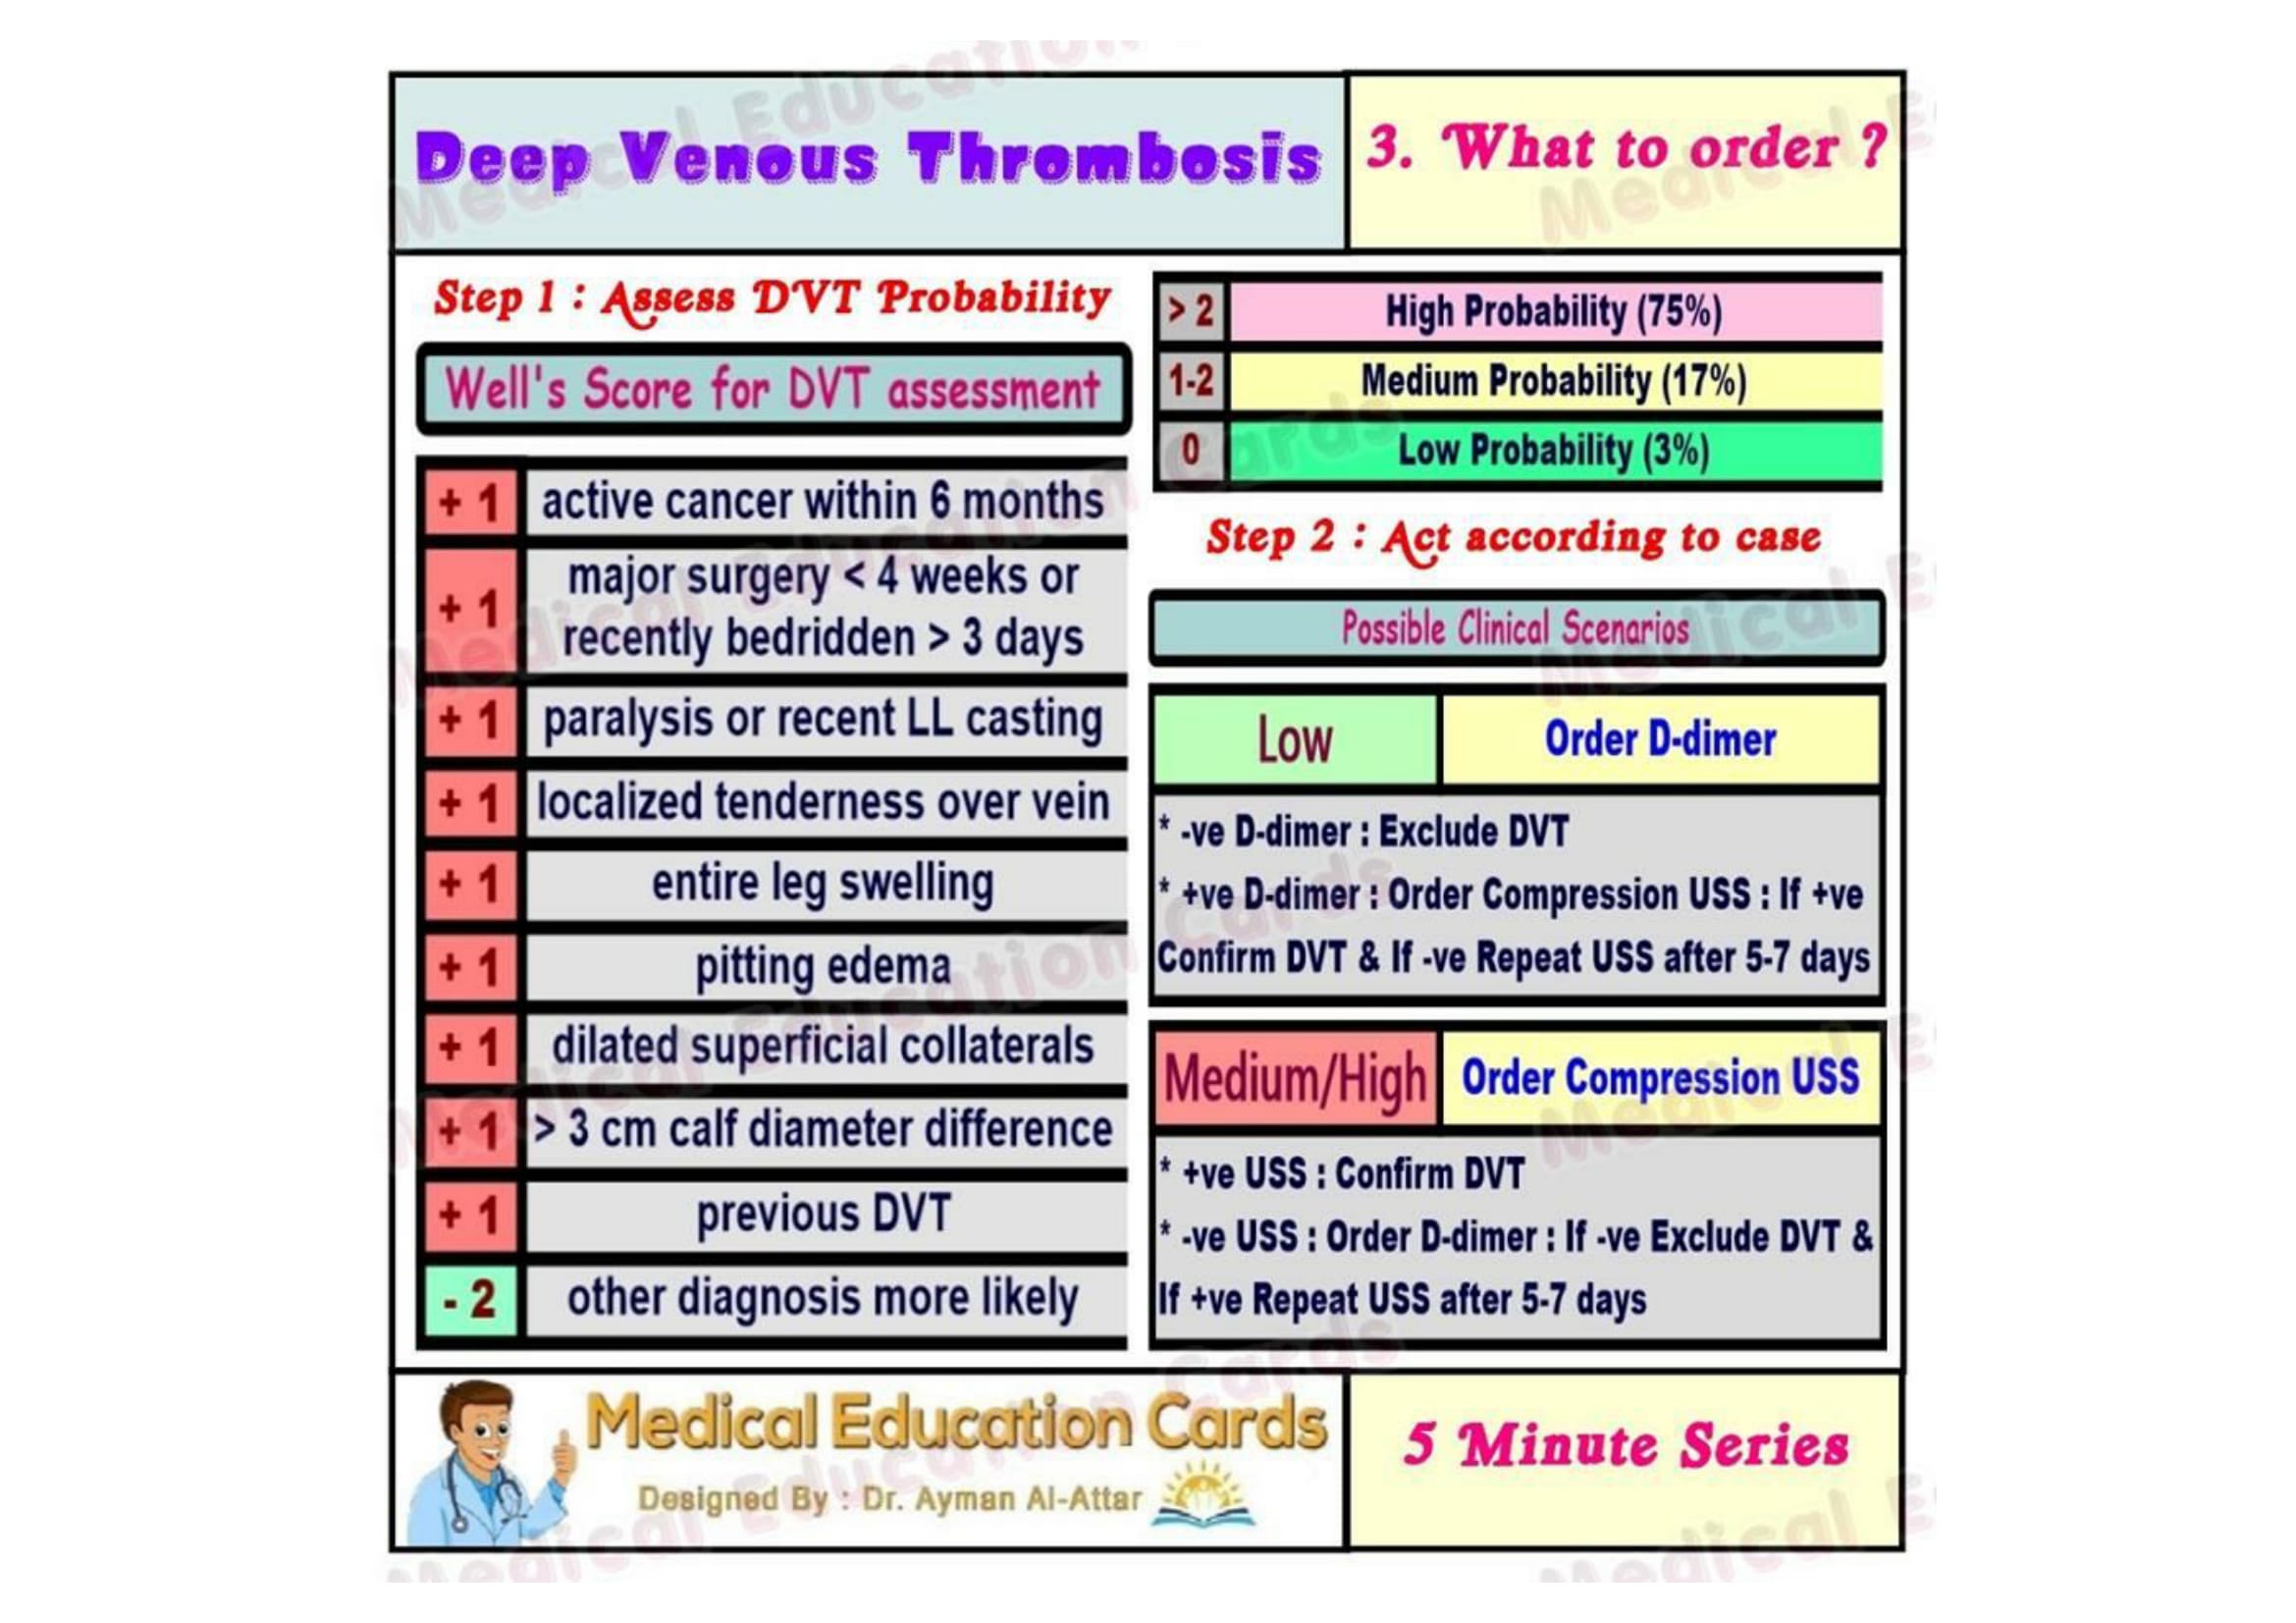 Deep Venous Thrombosis
3. What to order ?
Step 1 : Assess DVT Probability
Well's Score for DVT assessment
+ 1 active cancer within 6 months
+ 1 major surgery < 4 weeks or
recently bedridden > 3 days
+ 1 paralysis or recent LL casting
+ 1 localized tenderness over vein
+ 1 entire leg swelling
+ 1 pitting edema
+ 1 dilated superficial collaterals
+ 1 > 3 cm calf diameter difference
+ 1 previous DVT
- 2 other diagnosis more likely
> 2 High Probability (75%)
1-2 Medium Probability (17%)
0 Low Probability (3%)
Step 2 : Act according to case
Possible Clinical Scenarios
Low Order D-dimer
* -ve D-dimer : Exclude DVT
* +ve D-dimer : Order Compression USS : If +ve
Confirm DVT & If -ve Repeat USS after 5-7 days
Medium/High Order Compression USS
* +ve USS : Confirm DVT
* -ve USS : Order D-dimer : If -ve Exclude DVT &
If +ve Repeat USS after 5-7 days
Medical Education Cards
Designed By : Dr. Ayman Al-Attar
5 Minute Series